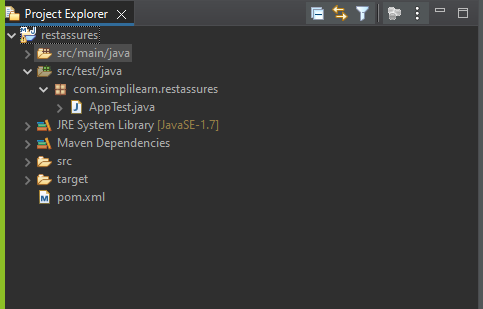 Project Explorer
restassures
src/main/java
src/test/java
com.simplilearn.restassures
AppTest.java
JRE System Library [JavaSE-1.7]
Maven Dependencies
src
target
pom.xml